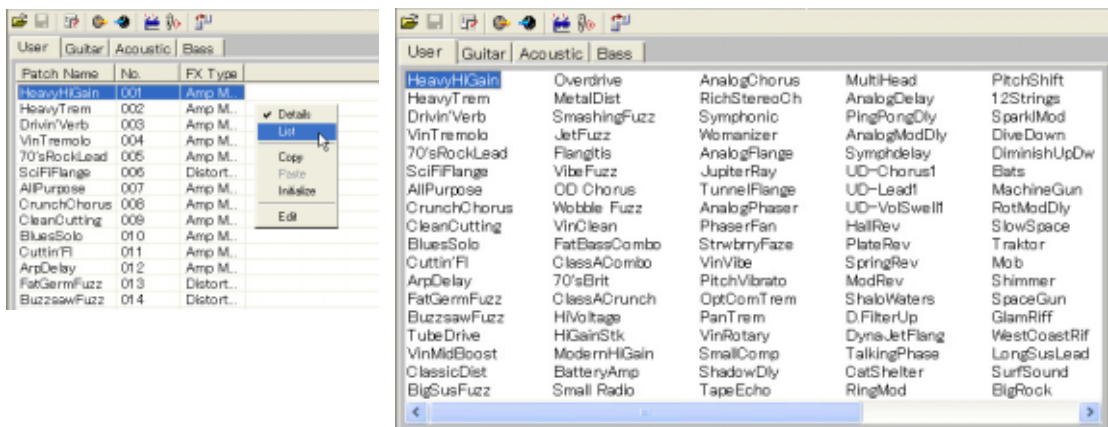 User Guitar Acoustic Bass
Patch Name No. FX Type
HeavyHiGain 001 Amp M...
HeavyTrem 002 Amp M...
Drivin'Verb 003 Amp M...
VinTremolo 004 Amp M...
70'sRockLead 005 Amp M...
SciFiFlange 006 Distort...
AllPurpose 007 Amp M...
CrunchChorus 008 Amp M...
CleanCutting 009 Amp M...
BluesSolo 010 Amp M...
Cuttin'Fl 011 Amp M...
ArpDelay 012 Amp M...
FatGermFuzz 013 Distort...
BuzzsawFuzz 014 Distort...
Details
List
Copy
Paste
Initialize
Edit
User Guitar Acoustic Bass
HeavyHiGain Overdrive AnalogChorus MultiHead PitchShift
HeavyTrem MetalDist RichStereoCh AnalogDelay 12Strings
Drivin'Verb SmashingFuzz Symphonic PingPongDly SparklMod
VinTremolo JetFuzz Womanizer AnalogModDly DiveDown
70'sRockLead Flangitis AnalogFlange Symphdelay DiminishUpDw
SciFiFlange VibeFuzz JupiterRay UD-Chorus1 Bats
AllPurpose OD Chorus TunnelFlange UD-Lead1 MachineGun
CrunchChorus Wobble Fuzz AnalogPhaser UD-VolSwell1 RotModDly
CleanCutting VinClean PhaserFan HallRev SlowSpace
BluesSolo FatBassCombo StrwbrryFaze PlateRev Traktor
Cuttin'Fl ClassACombo VinVibe SpringRev Mob
ArpDelay 70'sBrit PitchVibrato ModRev Shimmer
FatGermFuzz ClassACrunch OptComTrem ShaloWaters SpaceGun
BuzzsawFuzz HiVoltage PanTrem D.FilterUp GlamRiff
TubeDrive HiGainStk VinRotary DynaJetFlang WestCoastRif
VinMidBoost ModernHiGain SmallComp TalkingPhase LongSusLead
ClassicDist BatteryAmp ShadowDly CatShelter SurfSound
BigSusFuzz Small Radio TapeEcho RingMod BigRock